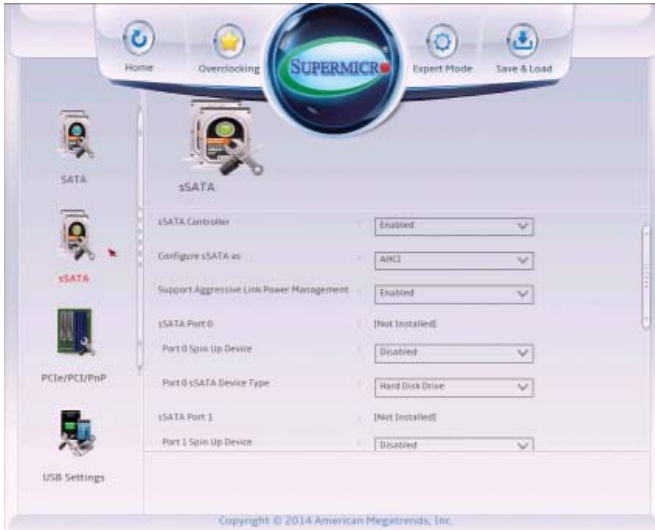 Home
Overclocking
SUPERMICR
Expert Mode
Save & Load
SATA
sSATA
PCIe/PCI/PnP
USB Settings
sSATA
sSATA Controller : Enabled
Configure sSATA as : AHCI
Support Aggressive Link Power Management : Enabled
sSATA Port 0 : [Not Installed]
Port 0 Spin Up Device : Disabled
Port 0 sSATA Device Type : Hard Disk Drive
sSATA Port 1 : [Not Installed]
Port 1 Spin Up Device : Disabled
Copyright © 2014 American Megatrends, Inc.